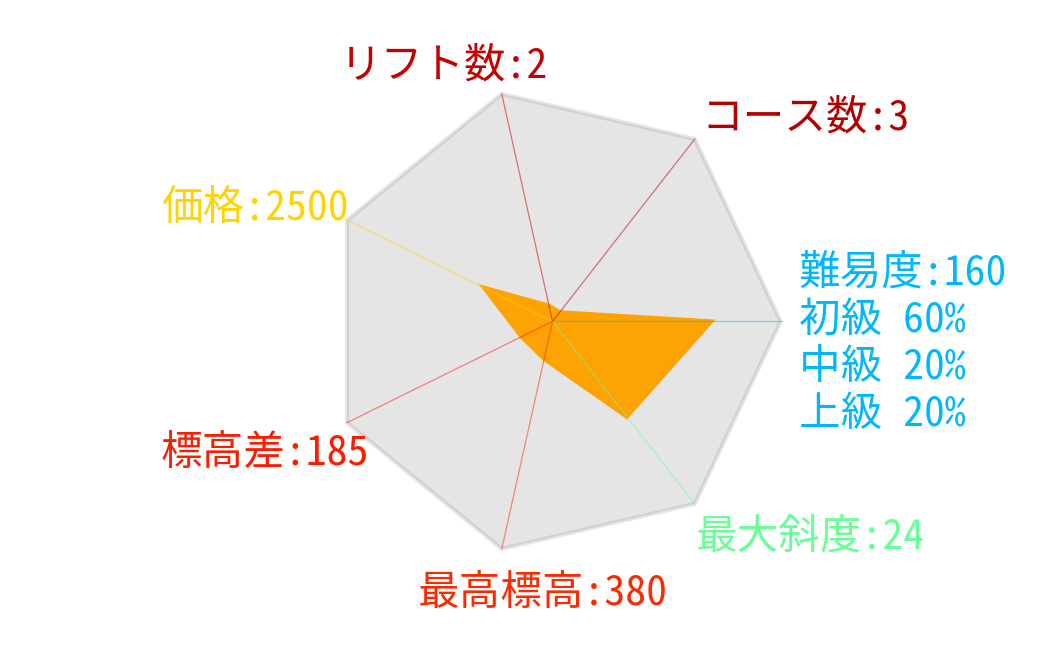 リフト数:2
コース数:3
価格:2500
難易度:160
初級 60%
中級 20%
上級 20%
標高差:185
最大斜度:24
最高標高:380